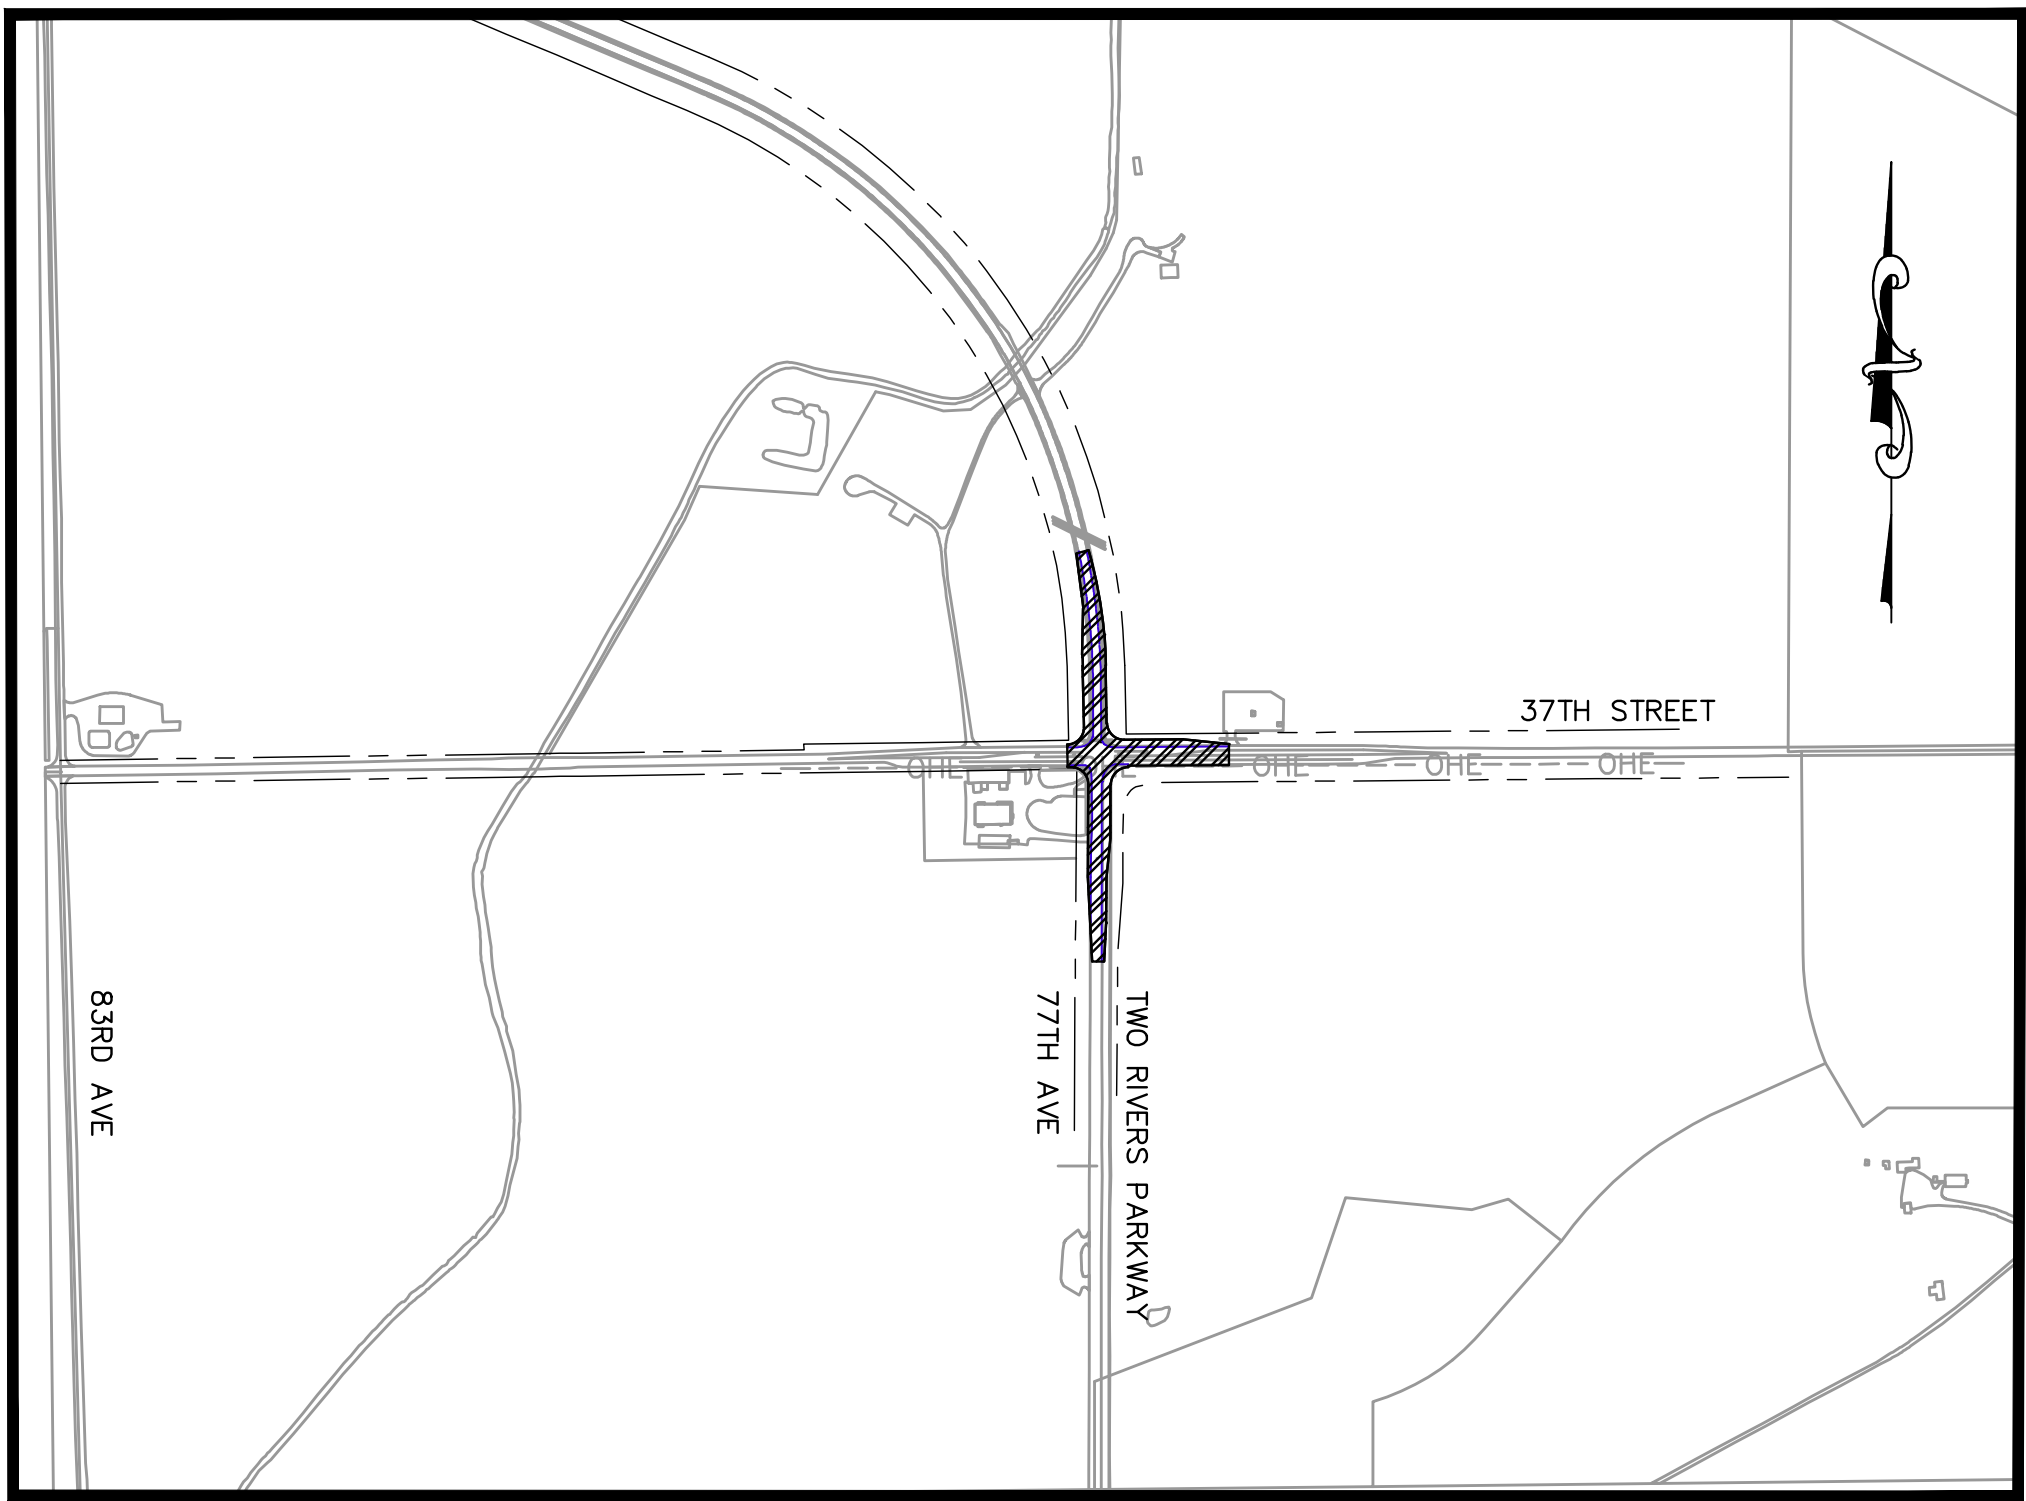 37TH STREET
OHE
OHE
OHE
OHE
83RD AVE
77TH AVE
TWO RIVERS PARKWAY